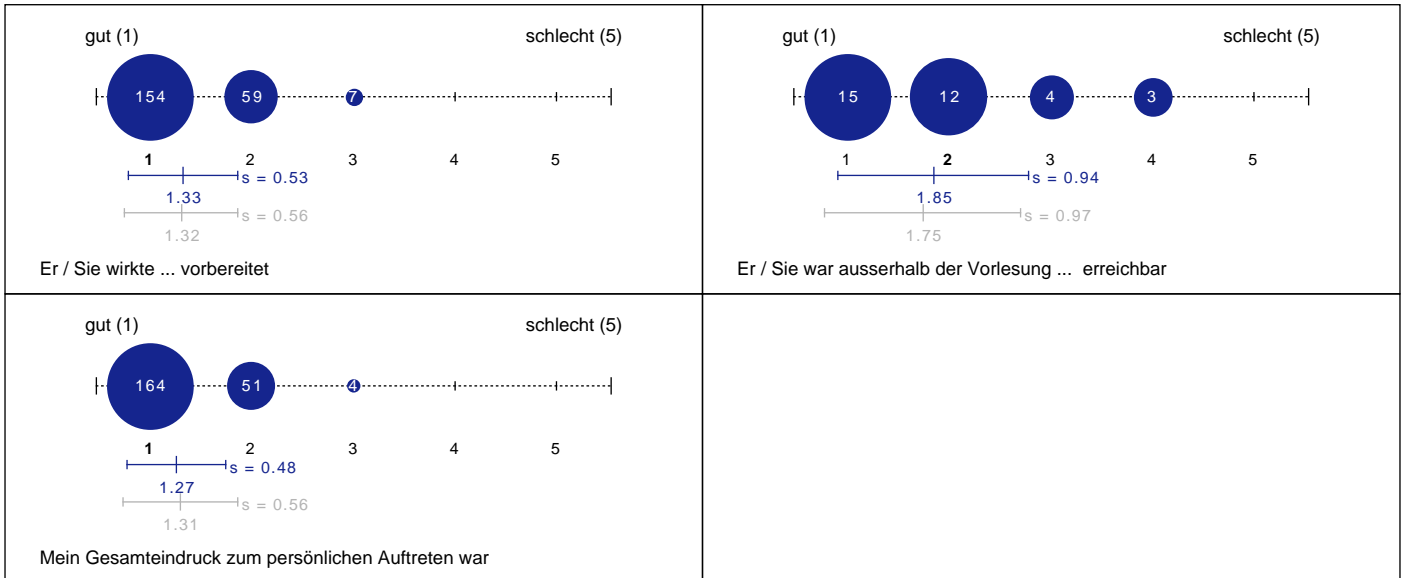 gut (1) schlecht (5)
154 59 7
1 2 3 4 5
s = 0.53
1.33
s = 0.56
1.32
Er / Sie wirkte ... vorbereitet
gut (1) schlecht (5)
15 12 4 3
1 2 3 4 5
s = 0.94
1.85
s = 0.97
1.75
Er / Sie war ausserhalb der Vorlesung ... erreichbar
gut (1) schlecht (5)
164 51 4
1 2 3 4 5
s = 0.48
1.27
s = 0.56
1.31
Mein Gesamteindruck zum persönlichen Auftreten war